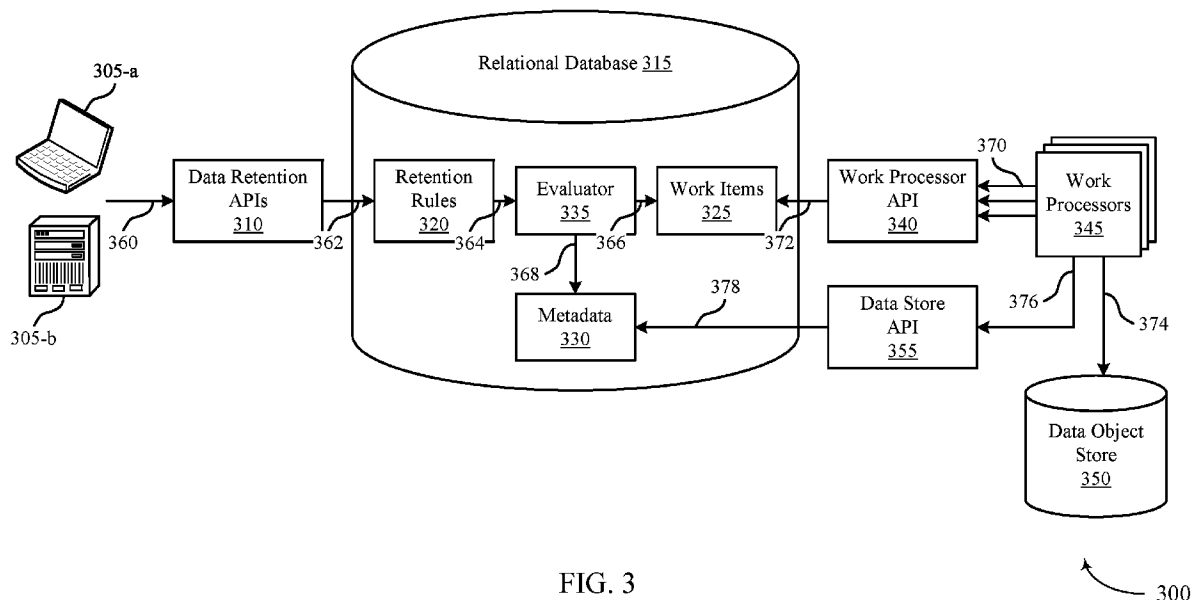 305-a
305-b
360
Data Retention
APIs
310
362
Relational Database 315
Retention
Rules
320
364
Evaluator
335
366
Work Items
325
368
Metadata
330
372
Work Processor
API
340
370
Work
Processors
345
378
Data Store
API
355
376
374
Data Object
Store
350
FIG. 3
300